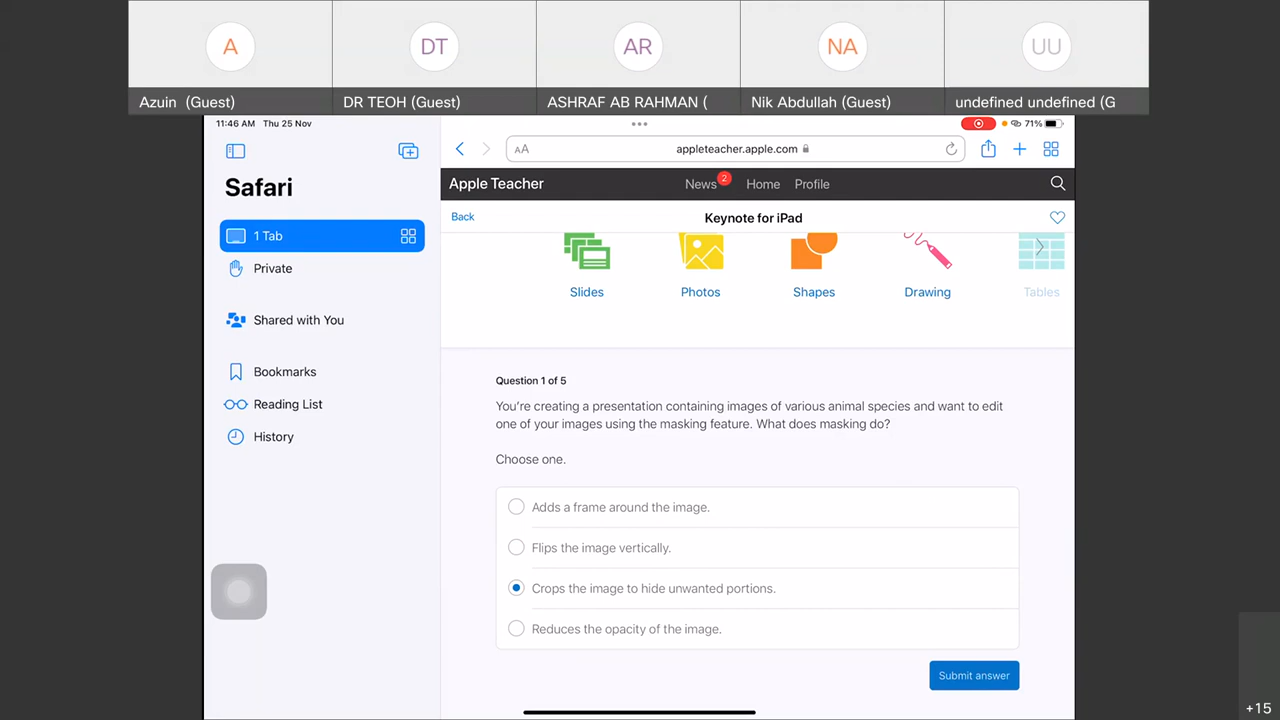 A
DT
AR
NA
UU
Azuin (Guest)
DR TEOH (Guest)
ASHRAF AB RAHMAN (
Nik Abdullah (Guest)
undefined undefined (G
11:46 AM Thu 25 Nov
71%
AA
appleteacher.apple.com
Safari
Apple Teacher
News 2
Home
Profile
Back
Keynote for iPad
1 Tab
Private
Shared with You
Bookmarks
Reading List
History
Slides
Photos
Shapes
Drawing
Tables
Question 1 of 5
You're creating a presentation containing images of various animal species and want to edit
one of your images using the masking feature. What does masking do?
Choose one.
Adds a frame around the image.
Flips the image vertically.
Crops the image to hide unwanted portions.
Reduces the opacity of the image.
Submit answer
+15